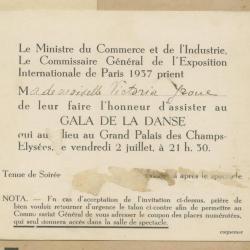 Le Ministre du Commerce et de l'Industrie,
Le Commissaire Général de l'Exposition
Internationale de Paris 1937 prient
Mademoiselle Victoria
de leur faire l'honneur d'assister au
GALA DE LA DANSE
qui au lieu au Grand Palais des Champs-
Elysées, le vendredi 2 juillet, à 21 h. 30.
Tenue de Soirée après le spectacle
NOTA. — En cas d'acceptation de l'invitation ci-dessus, prière de
bien vouloir retourner d'urgence le talon ci-contre afin de permettre au
Commissariat Général de vous adresser le coupon des places numérotées,
qui seul donnera accès dans la salle de spectacle.